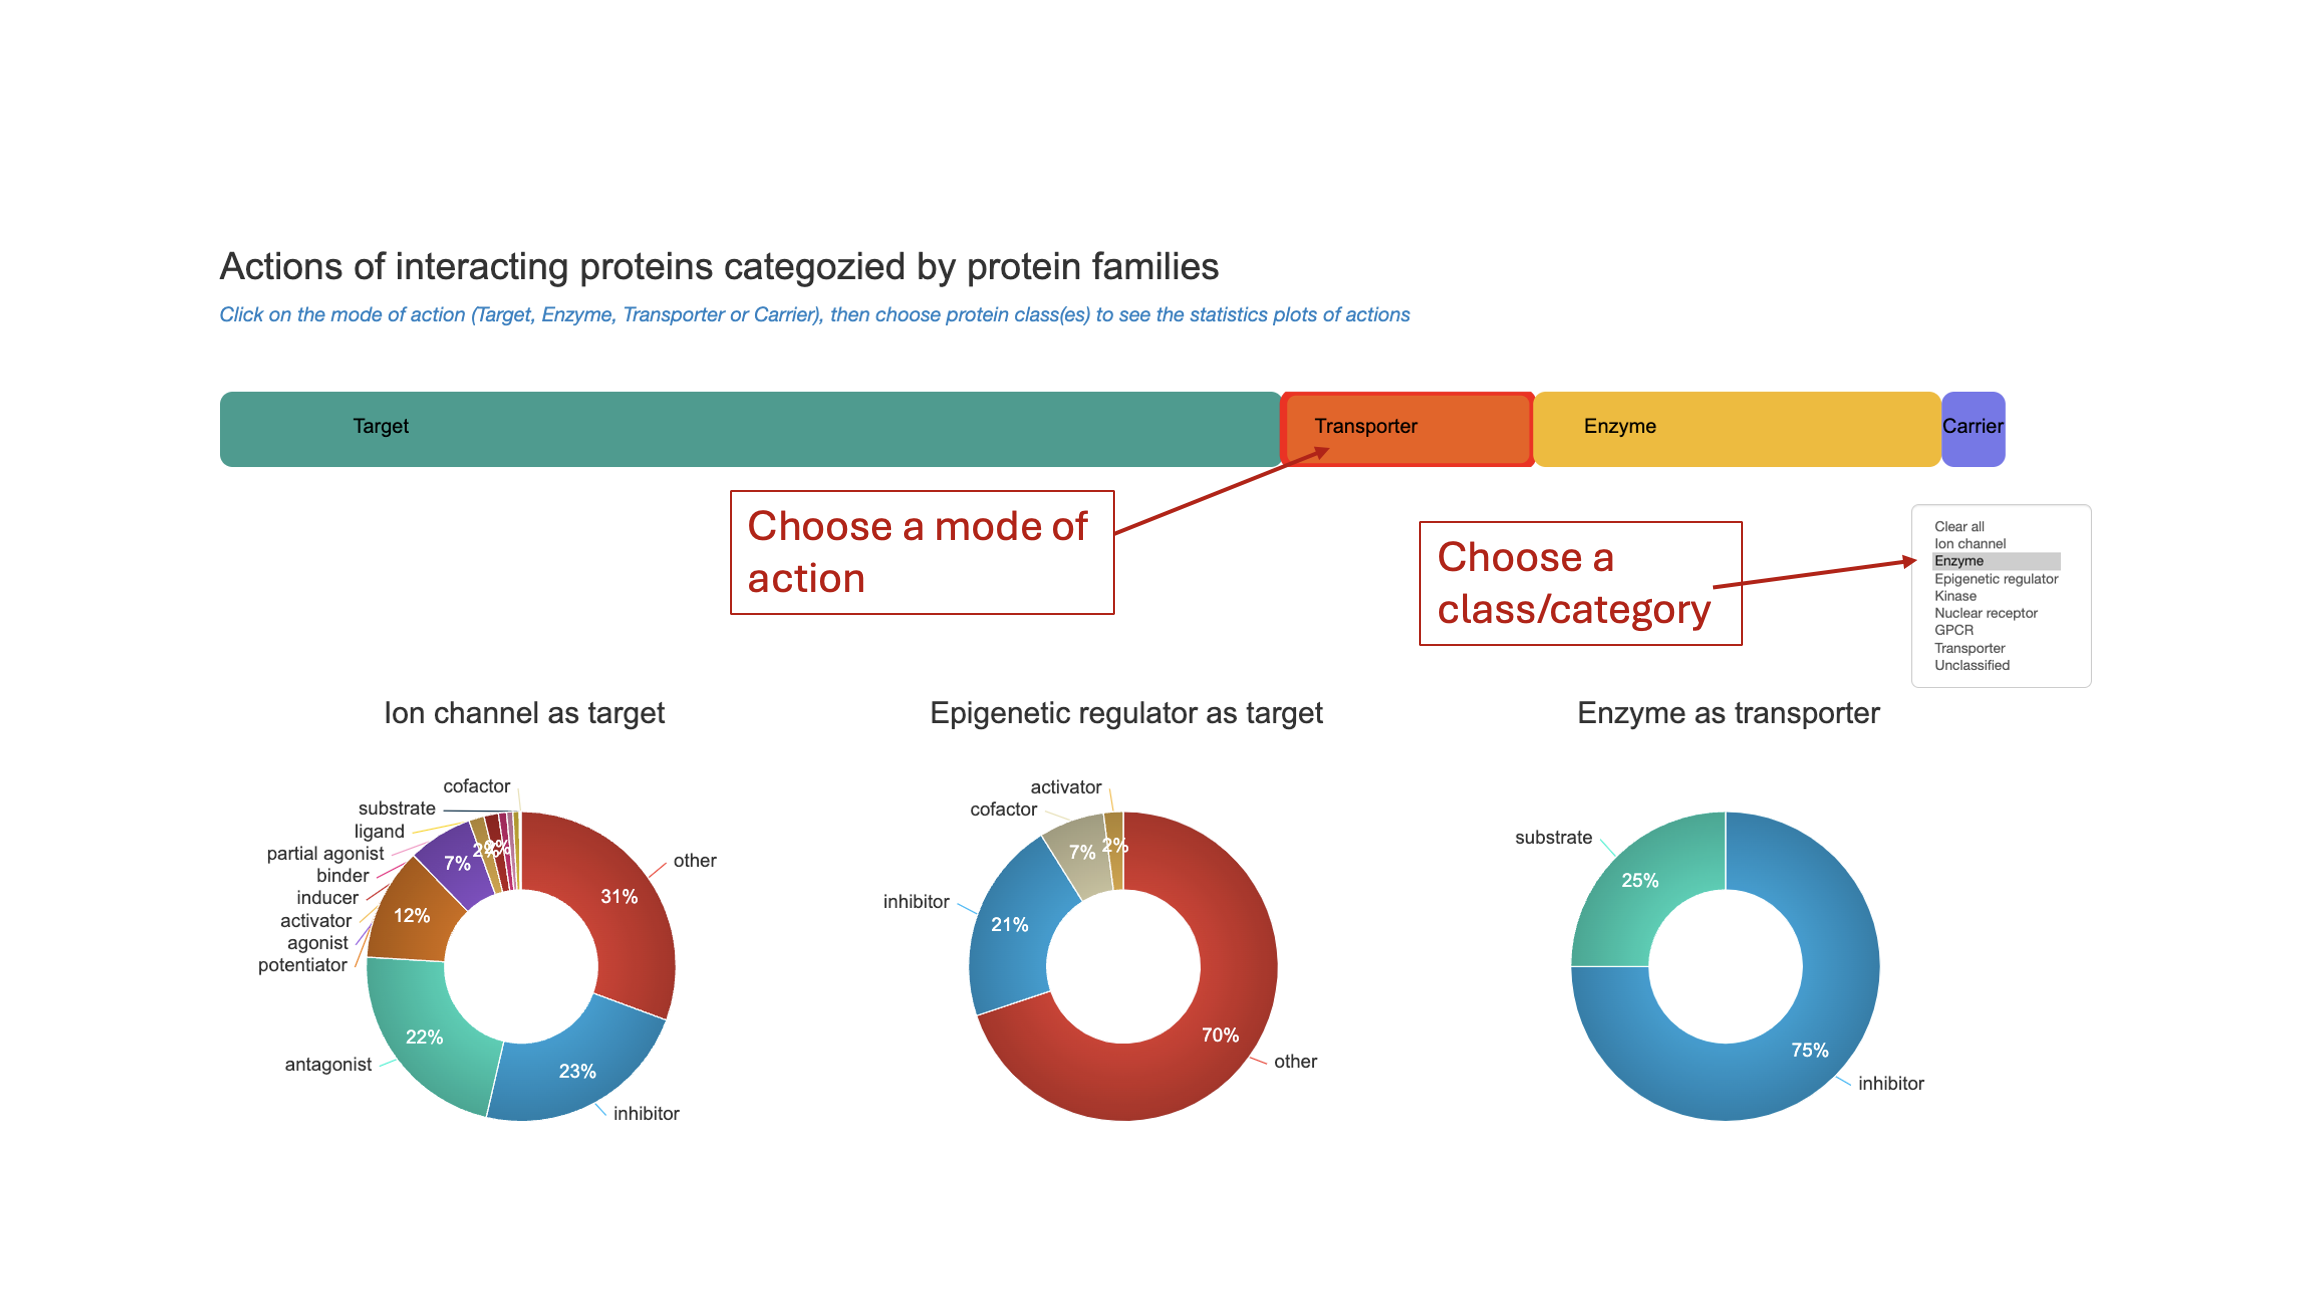 Actions of interacting proteins categozied by protein families
Click on the mode of action (Target, Enzyme, Transporter or Carrier), then choose protein class(es) to see the statistics plots of actions
Target
Transporter
Enzyme
Carrier
Choose a mode of
action
Choose a
class/category
Clear all
Ion channel
Enzyme
Epigenetic regulator
Kinase
Nuclear receptor
GPCR
Transporter
Unclassified
Ion channel as target
cofactor
substrate
ligand
partial agonist
binder
inducer
activator
agonist
potentiator
antagonist
inhibitor
other
31%
23%
22%
12%
7%
2%
2%
Epigenetic regulator as target
activator
cofactor
inhibitor
other
2%
7%
21%
70%
Enzyme as transporter
substrate
25%
75%
inhibitor